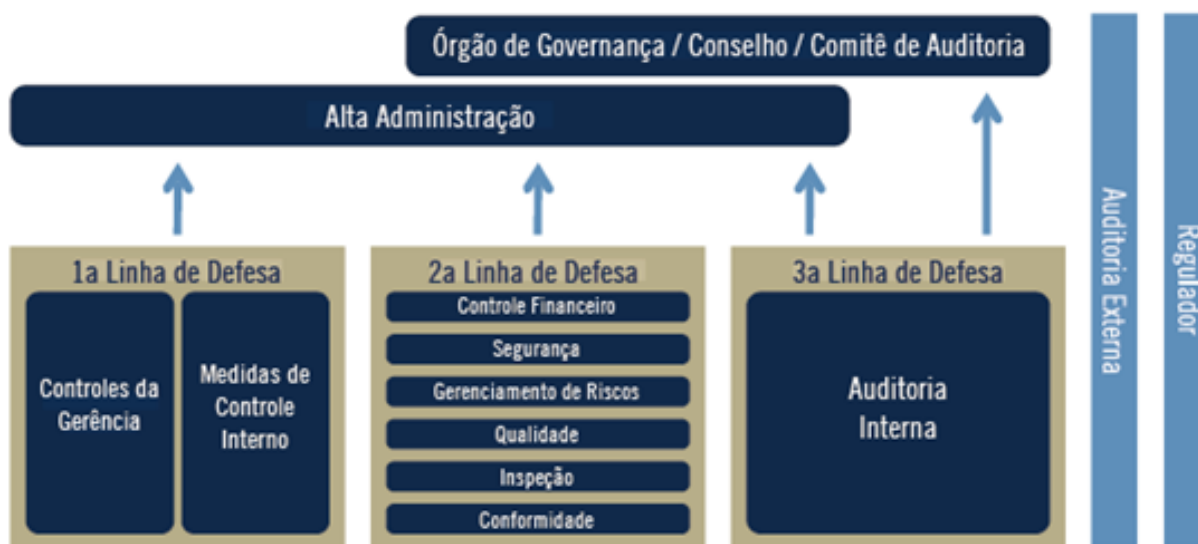 Órgão de Governança / Conselho / Comitê de Auditoria
Alta Administração
1a Linha de Defesa
Controles da
Gerência
Medidas de
Controle
Interno
2a Linha de Defesa
Controle Financeiro
Segurança
Gerenciamento de Riscos
Qualidade
Inspeção
Conformidade
3a Linha de Defesa
Auditoria
Interna
Auditoria Externa
Regulador